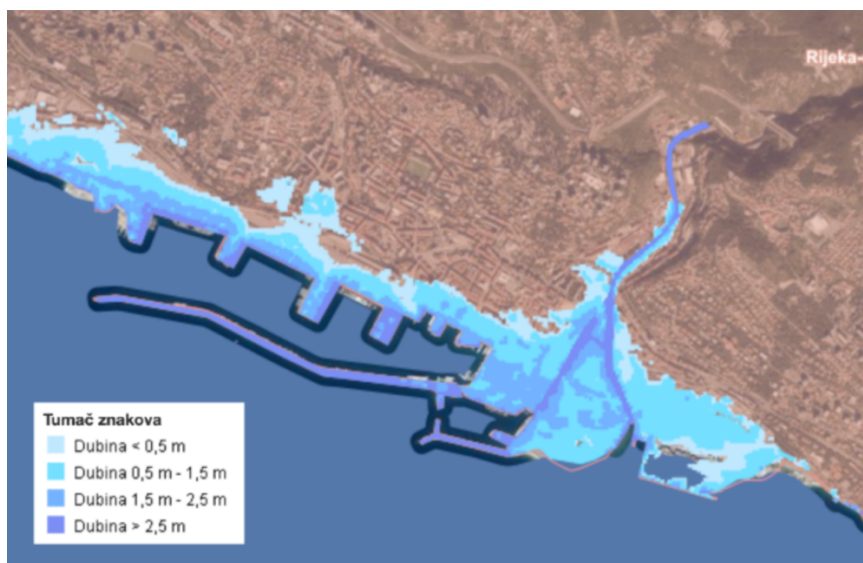 Rijeka-
Tumač znakova
Dubina < 0,5 m
Dubina 0,5 m - 1,5 m
Dubina 1,5 m - 2,5 m
Dubina > 2,5 m